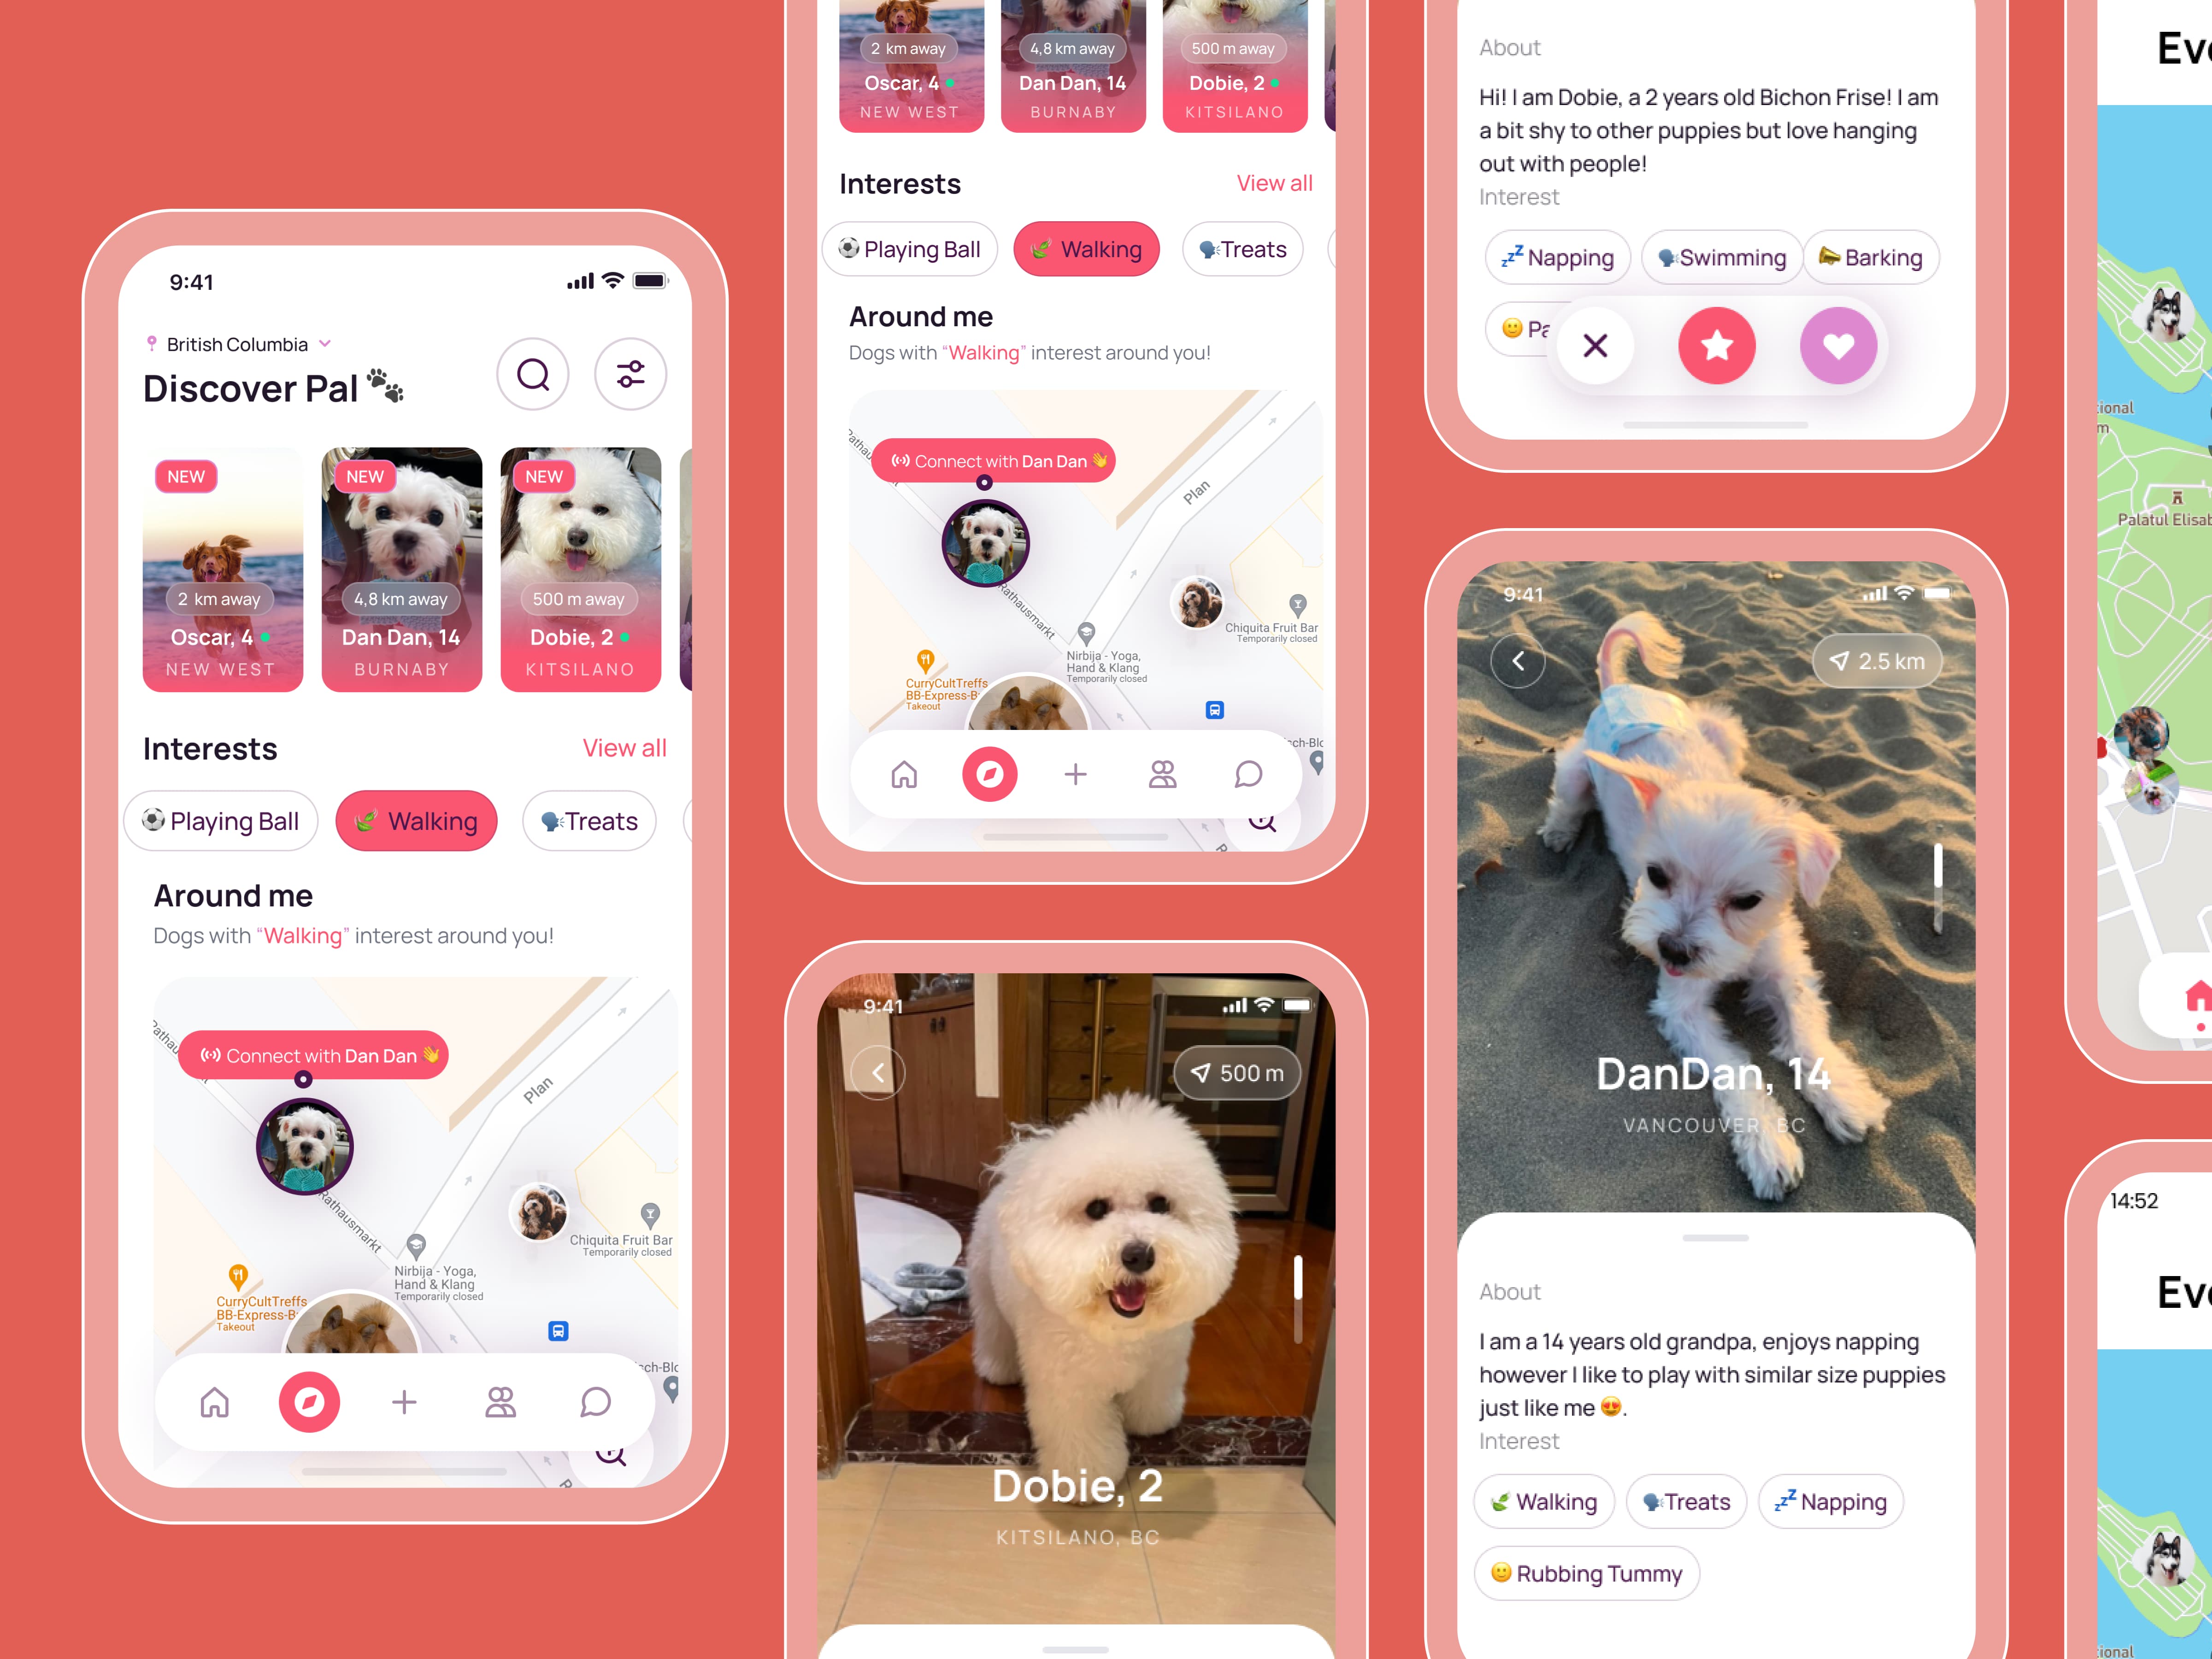 9:41
British Columbia
Discover Pal
NEW
NEW
NEW
2 km away
4,8 km away
500 m away
Oscar, 4
Dan Dan, 14
Dobie, 2
NEW WEST
BURNABY
KITSILANO
Interests
View all
Playing Ball
Walking
Treats
Around me
Dogs with “Walking” interest around you!
Connect with Dan Dan
Plan
Rathausmarkt
Chiquita Fruit Bar
Temporarily closed
Nirbija - Yoga,
Hand & Klang
Temporarily closed
CurryCultTreffs
BB-Express-B
Takeout
sch-Blo
2 km away
4,8 km away
500 m away
Oscar, 4
Dan Dan, 14
Dobie, 2
NEW WEST
BURNABY
KITSILANO
Interests
View all
Playing Ball
Walking
Treats
Around me
Dogs with “Walking” interest around you!
Connect with Dan Dan
Plan
Rathausmarkt
Chiquita Fruit Bar
Temporarily closed
Nirbija - Yoga,
Hand & Klang
Temporarily closed
CurryCultTreffs
BB-Express-B
Takeout
sch-Blo
9:41
500 m
Dobie, 2
KITSILANO, BC
About
Hi! I am Dobie, a 2 years old Bichon Frise! I am
a bit shy to other puppies but love hanging
out with people!
Interest
Napping
Swimming
Barking
Pa
9:41
2.5 km
DanDan, 14
VANCOUVER, BC
About
I am a 14 years old grandpa, enjoys napping
however I like to play with similar size puppies
just like me
.
Interest
Walking
Treats
Napping
Rubbing Tummy
Eve
ional
m
Palatul Elisab
14:52
Eve
ional